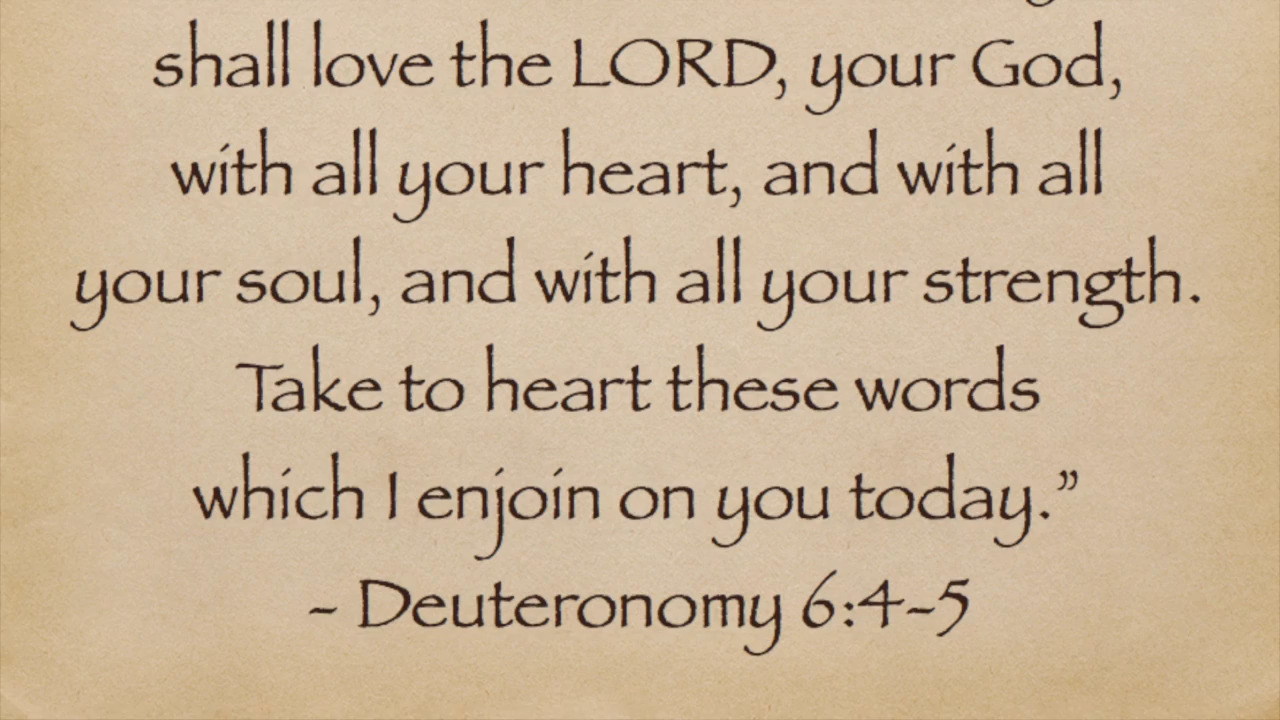 shall love the LORD, your God,
with all your heart, and with all
your soul, and with all your strength.
Take to heart these words
which I enjoin on you today.”
- Deuteronomy 6:4-5